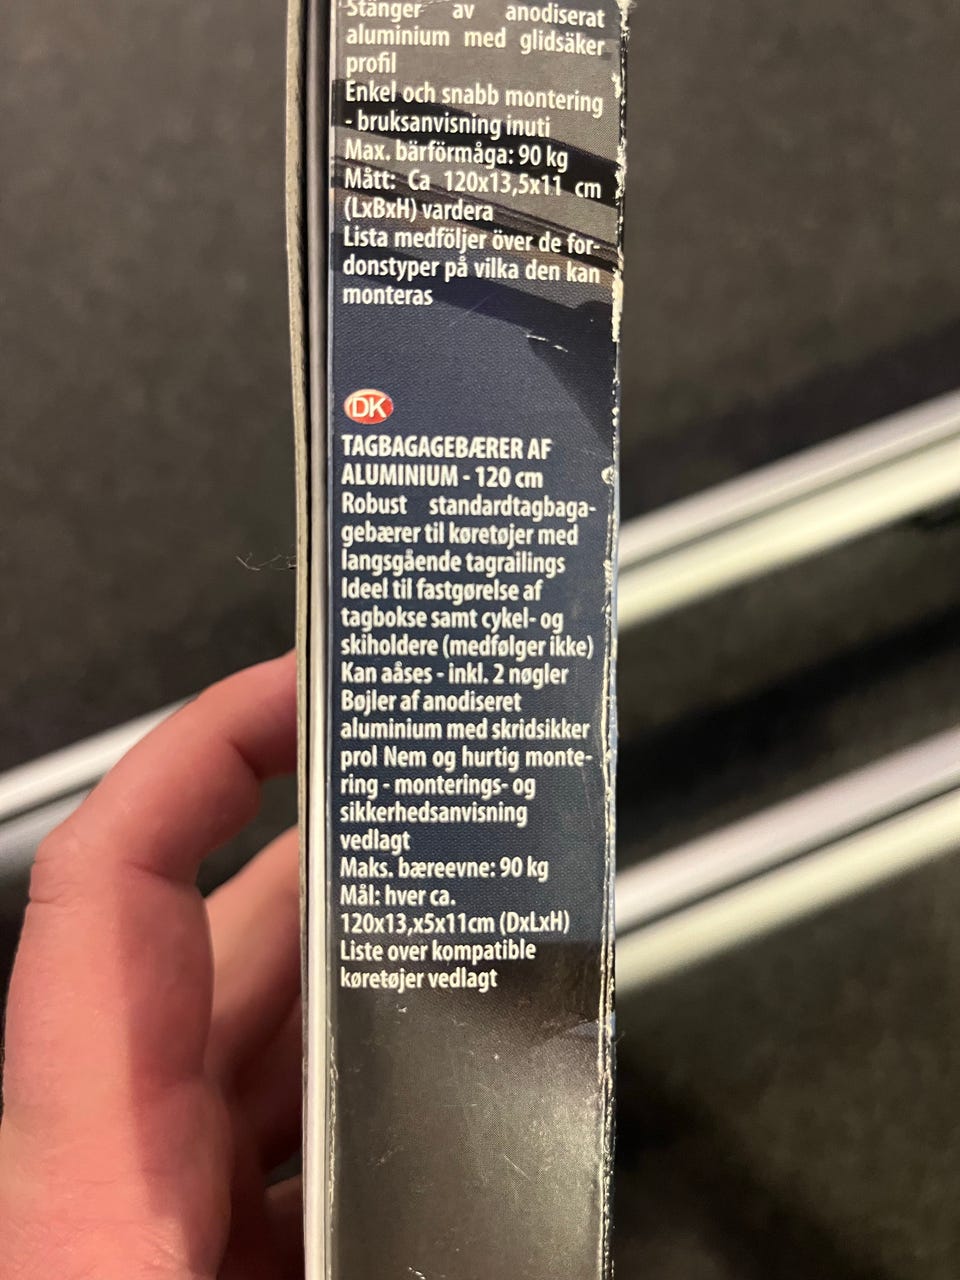 Stänger av anodiserat
aluminium med glidsäker
profil
Enkel och snabb montering
- bruksanvisning inuti
Max. bärförmåga: 90 kg
Mått: Ca 120x13,5x11 cm
(LxBxH) vardera
Lista medföljer över de for-
donstyper på vilka den kan
monteras
DK
TAGBAGAGEBÆRER AF
ALUMINIUM - 120 cm
Robust standardtagbaga-
gebærer til køretøjer med
langsgående tagrailings
Ideel til fastgørelse af
tagbokse samt cykel- og
skiholdere (medfølger ikke)
Kan aåses - inkl. 2 nøgler
Bøjler af anodiseret
aluminium med skridsikker
prol Nem og hurtig monte-
ring - monterings- og
sikkerhedsanvisning
vedlagt
Maks. bæreevne: 90 kg
Mål: hver ca.
120x13,x5x11cm (DxLxH)
Liste over kompatible
køretøjer vedlagt